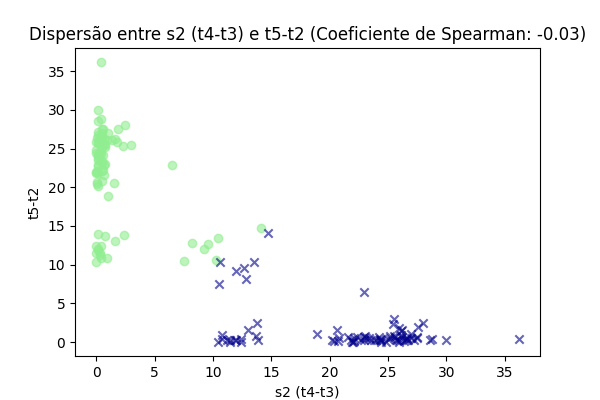 Dispersão entre s2 (t4-t3) e t5-t2 (Coeficiente de Spearman: -0.03)
35
30
25
20
15
10
5
0
t5-t2
0 5 10 15 20 25 30 35
s2 (t4-t3)